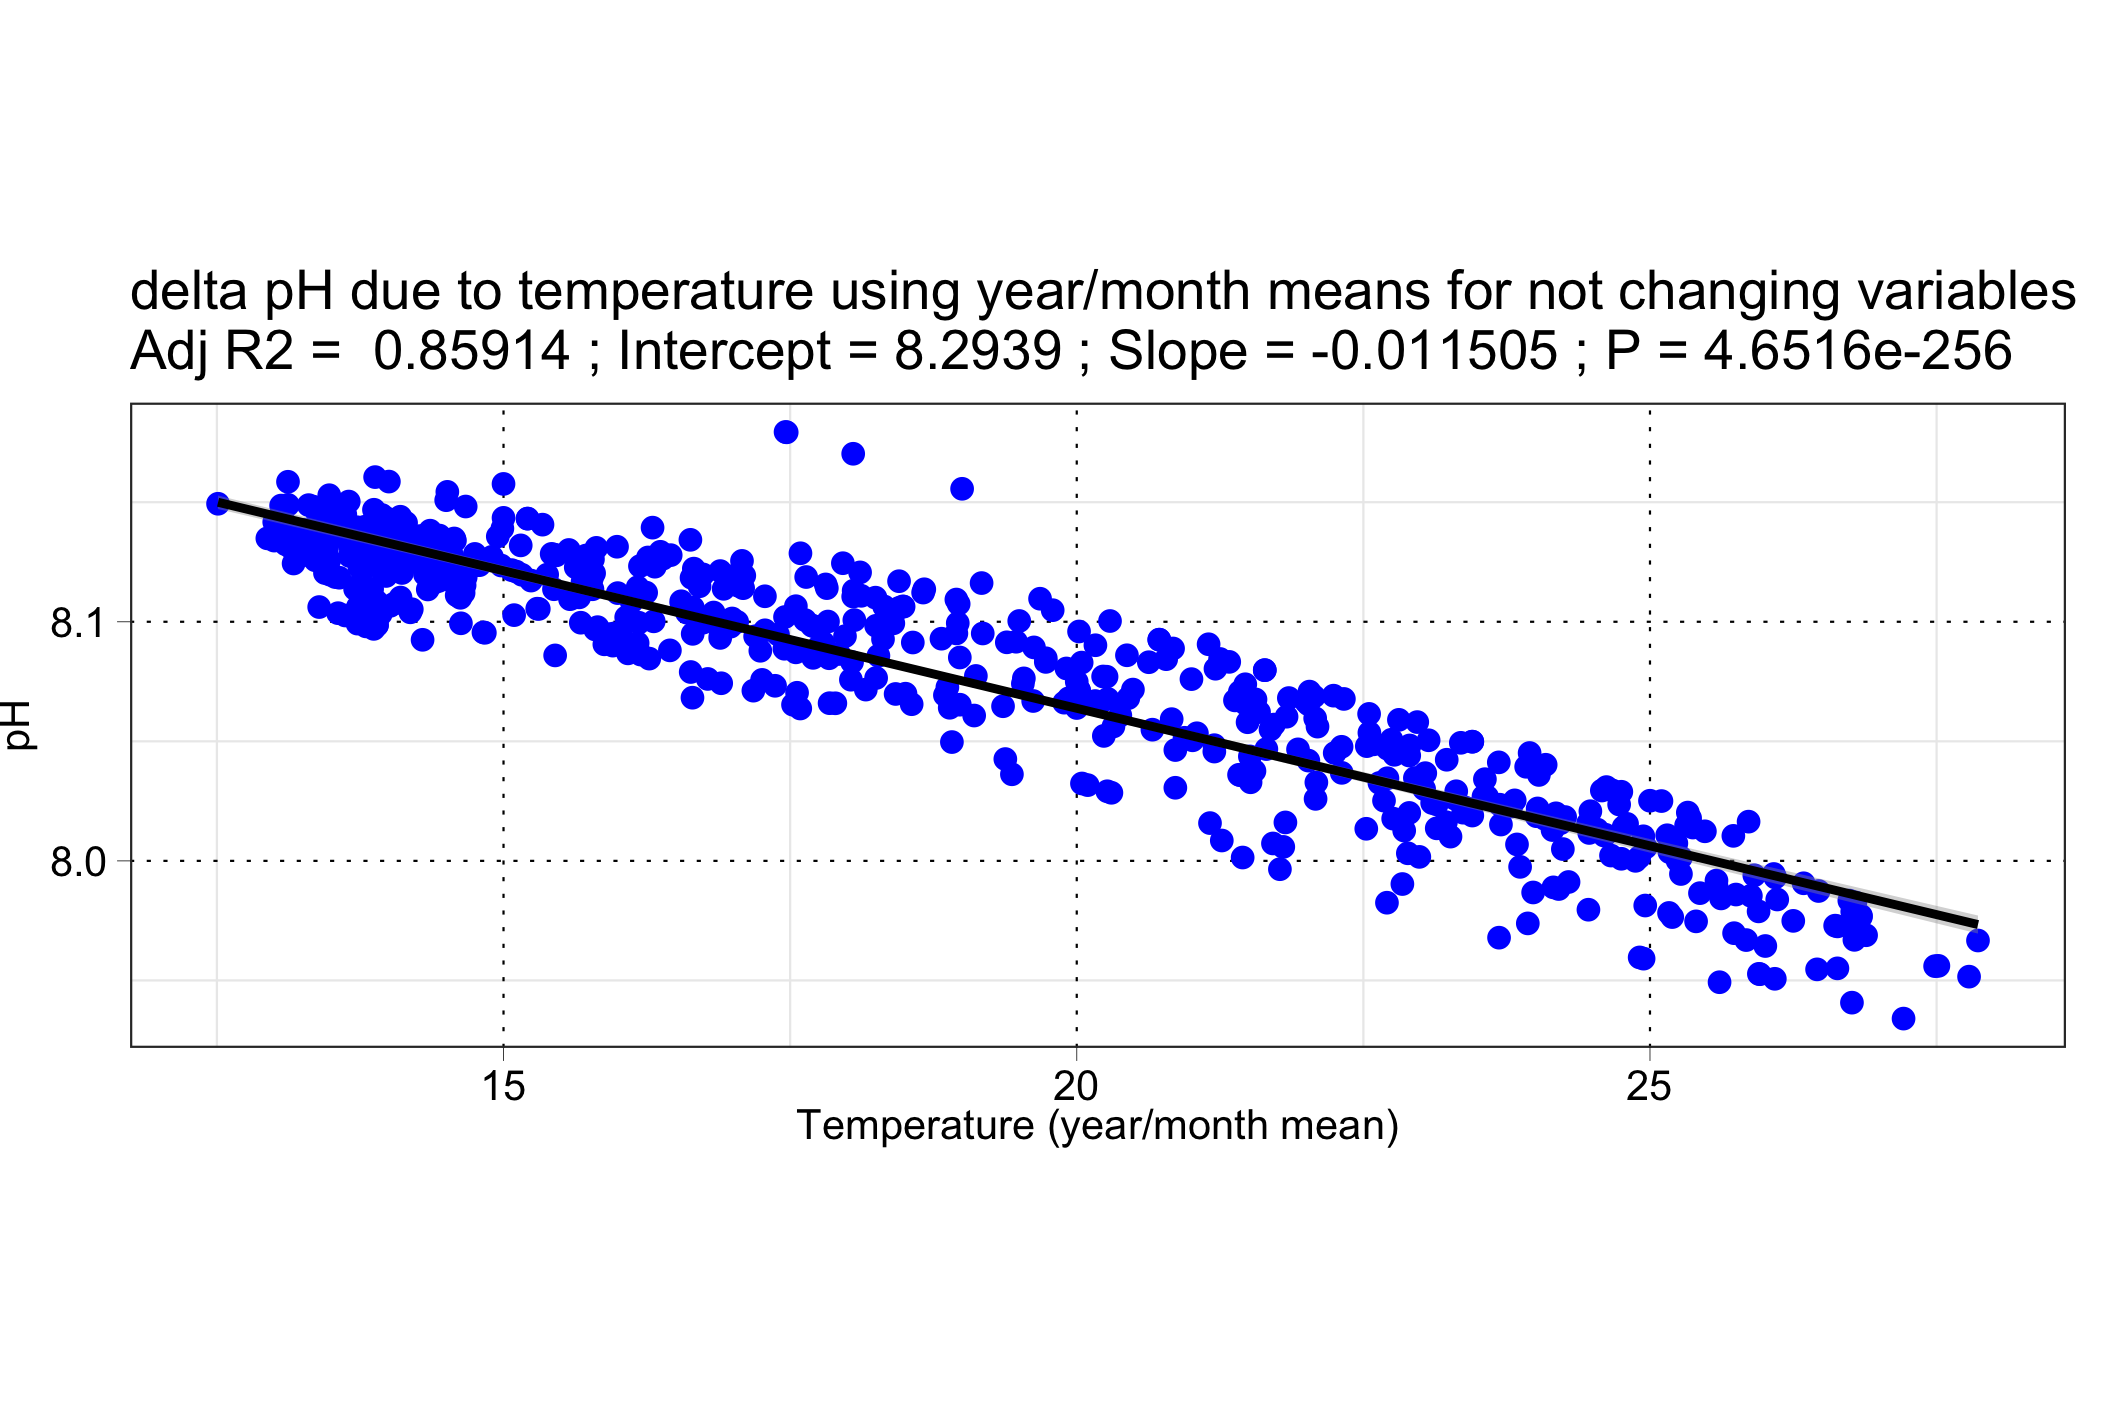 delta pH due to temperature using year/month means for not changing variables
Adj R2 =  0.85914 ; Intercept = 8.2939 ; Slope = -0.011505 ; P = 4.6516e-256
8.1
8.0
pH
15
20
25
Temperature (year/month mean)